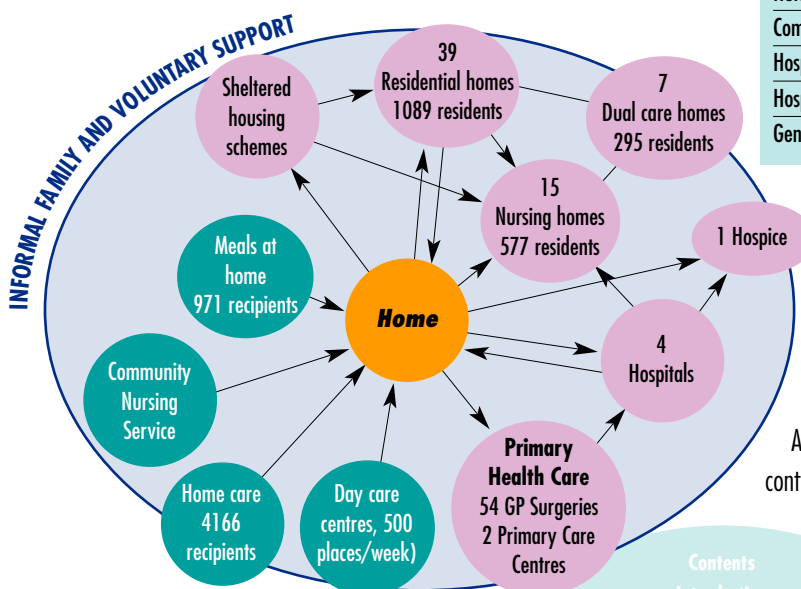 INFORMAL FAMILY AND VOLUNTARY SUPPORT
Sheltered
housing
schemes
39
Residential homes
1089 residents
7
Dual care homes
295 residents
15
Nursing homes
577 residents
1 Hospice
Meals at
home
971 recipients
Home
4
Hospitals
Community
Nursing
Service
Home care
4166
recipients
Day care
centres, 500
places/week)
Primary
Health Care
54 GP Surgeries
2 Primary Care
Centres
Com
Hosp
Hosp
Gen
A
cont
Contents